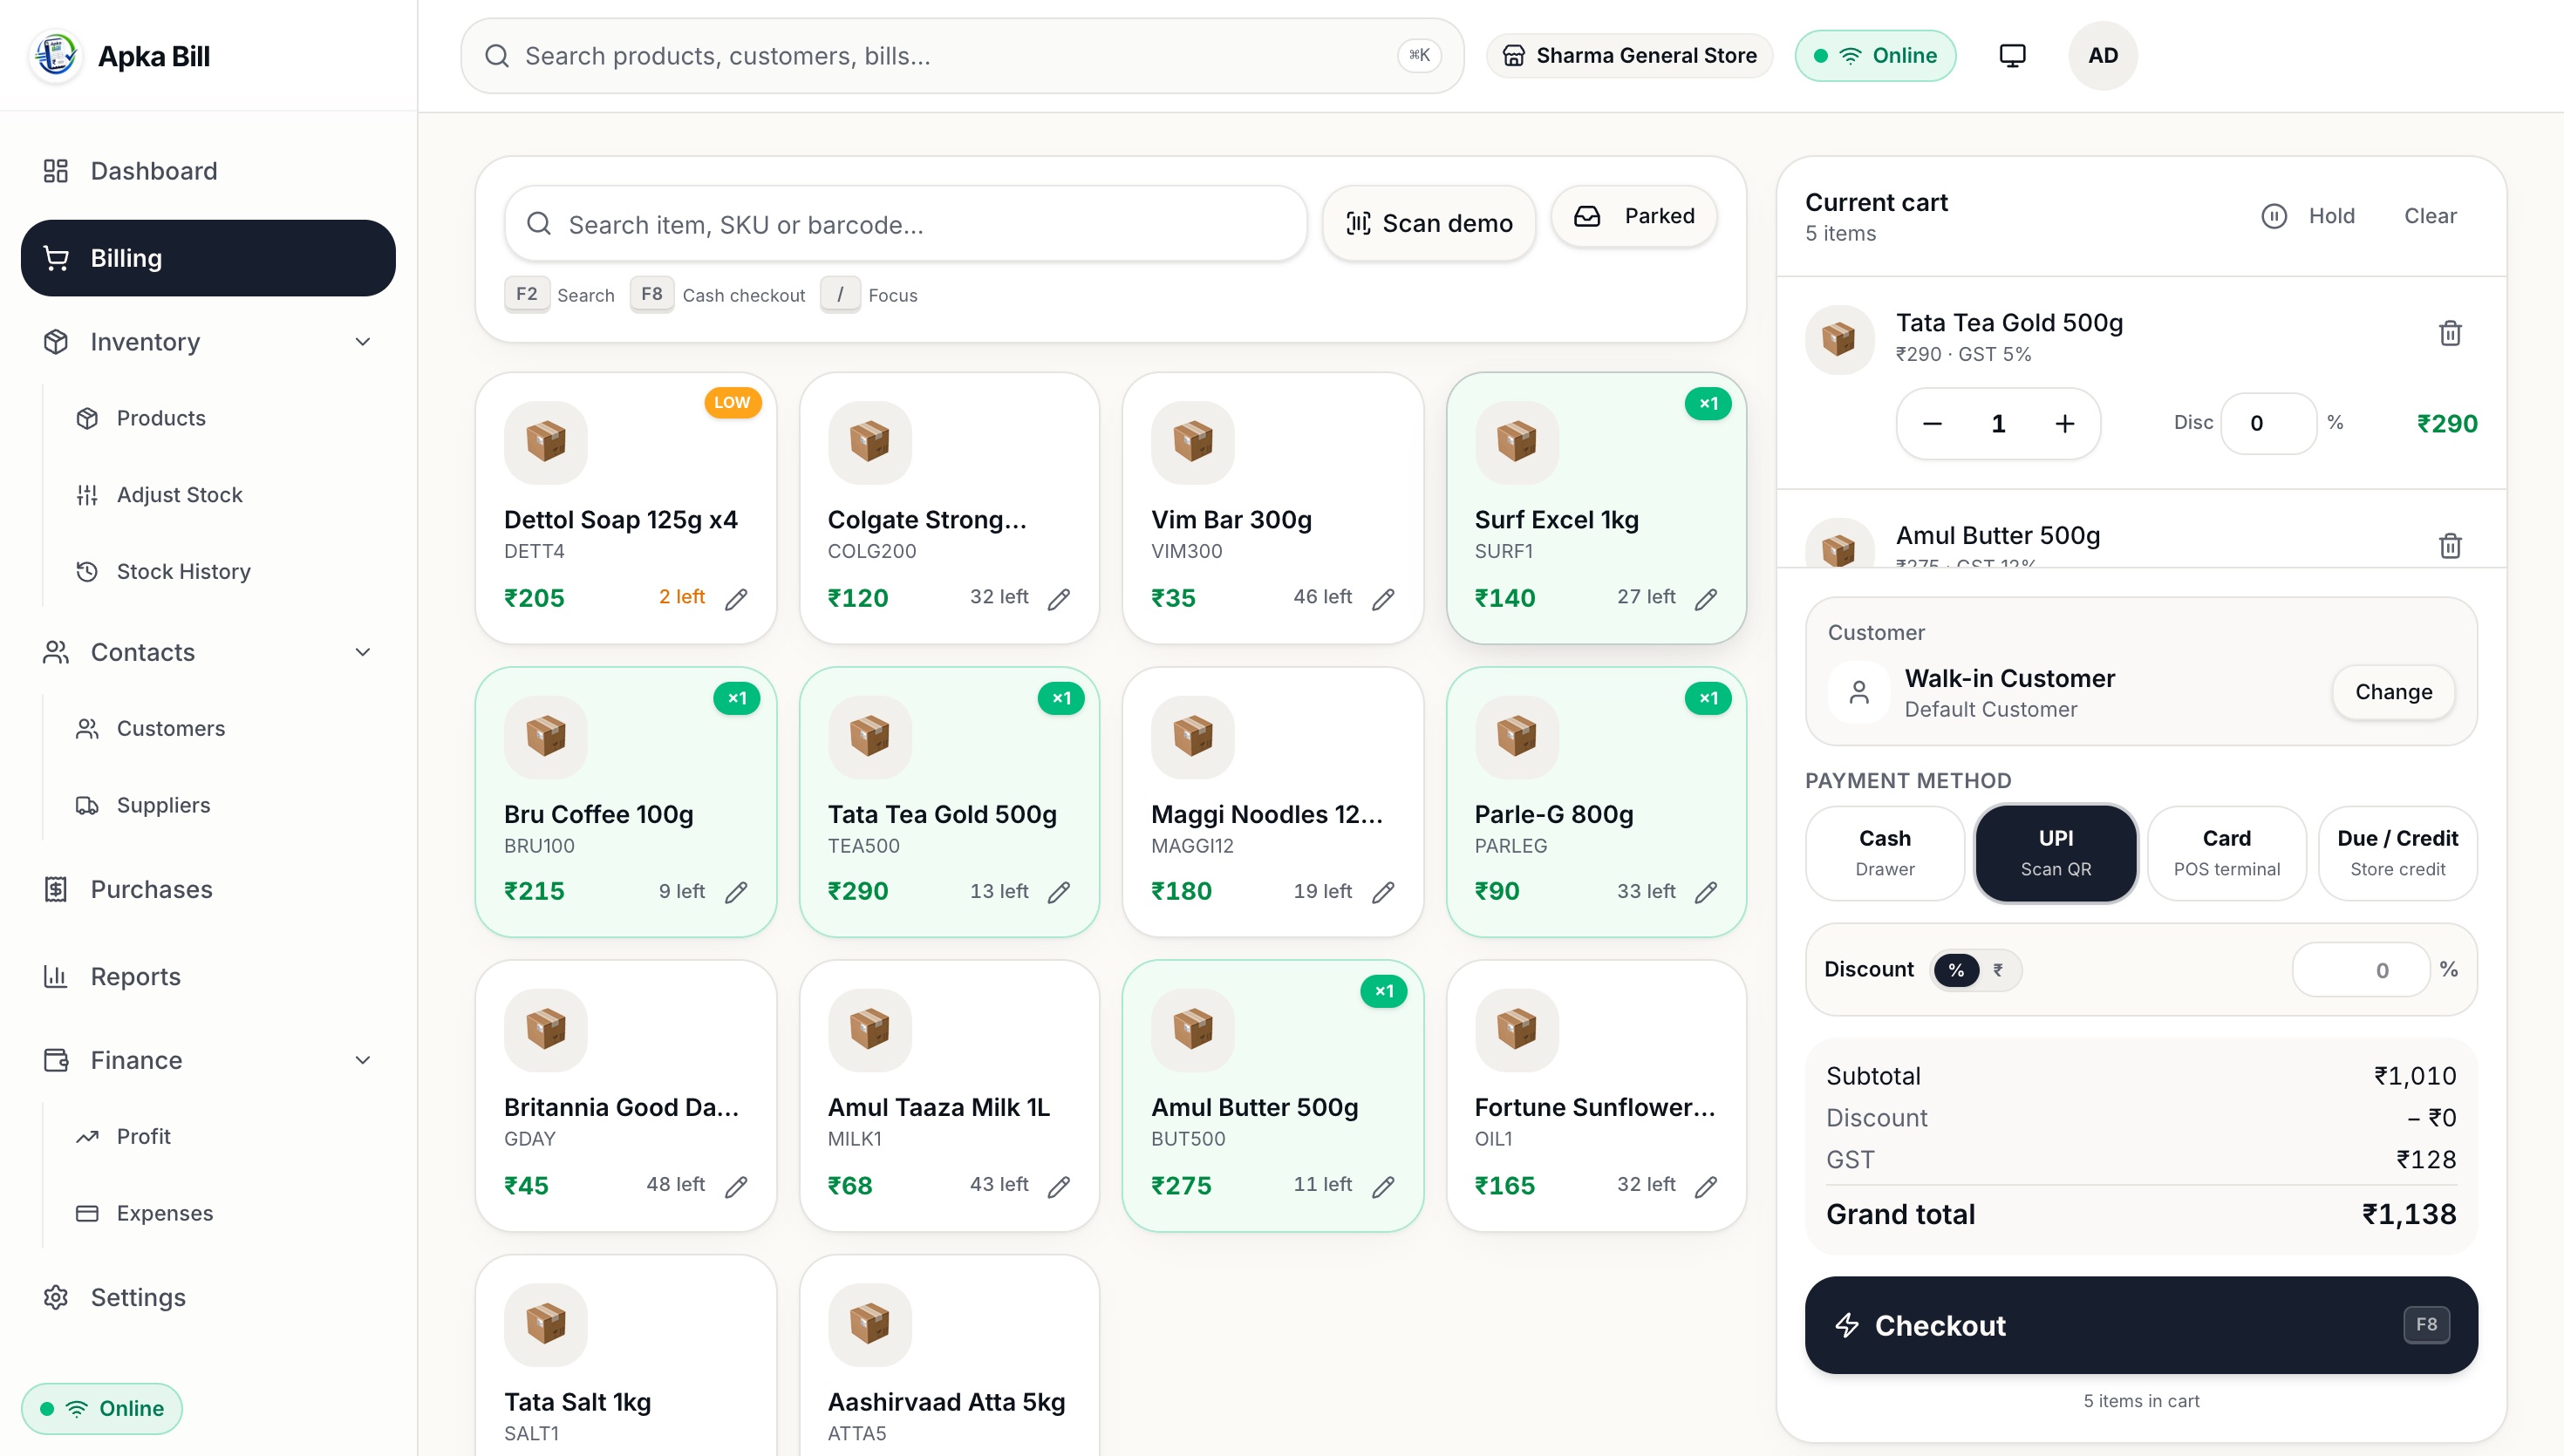 Apka Bill
Search products, customers, bills...
⌘K
Sharma General Store
Online
AD
Dashboard
Billing
Inventory
Products
Adjust Stock
Stock History
Contacts
Customers
Suppliers
Purchases
Reports
Finance
Profit
Expenses
Settings
Online
Search item, SKU or barcode...
Scan demo
Parked
F2 Search F8 Cash checkout / Focus
LOW
Dettol Soap 125g x4
DETT4
₹205 2 left
Colgate Strong...
COLG200
₹120 32 left
Vim Bar 300g
VIM300
₹35 46 left
×1
Surf Excel 1kg
SURF1
₹140 27 left
×1
Bru Coffee 100g
BRU100
₹215 9 left
×1
Tata Tea Gold 500g
TEA500
₹290 13 left
Maggi Noodles 12...
MAGGI12
₹180 19 left
×1
Parle-G 800g
PARLEG
₹90 33 left
Britannia Good Da...
GDAY
₹45 48 left
Amul Taaza Milk 1L
MILK1
₹68 43 left
×1
Amul Butter 500g
BUT500
₹275 11 left
Fortune Sunflower...
OIL1
₹165 32 left
Tata Salt 1kg
SALT1
Aashirvaad Atta 5kg
ATTA5
Current cart
5 items
Hold
Clear
Tata Tea Gold 500g
₹290 · GST 5%
1
Disc 0 %
₹290
Amul Butter 500g
₹275 · GST 12%
Customer
Walk-in Customer
Default Customer
Change
PAYMENT METHOD
Cash
Drawer
UPI
Scan QR
Card
POS terminal
Due / Credit
Store credit
Discount % ₹ 0 %
Subtotal ₹1,010
Discount – ₹0
GST ₹128
Grand total ₹1,138
Checkout F8
5 items in cart